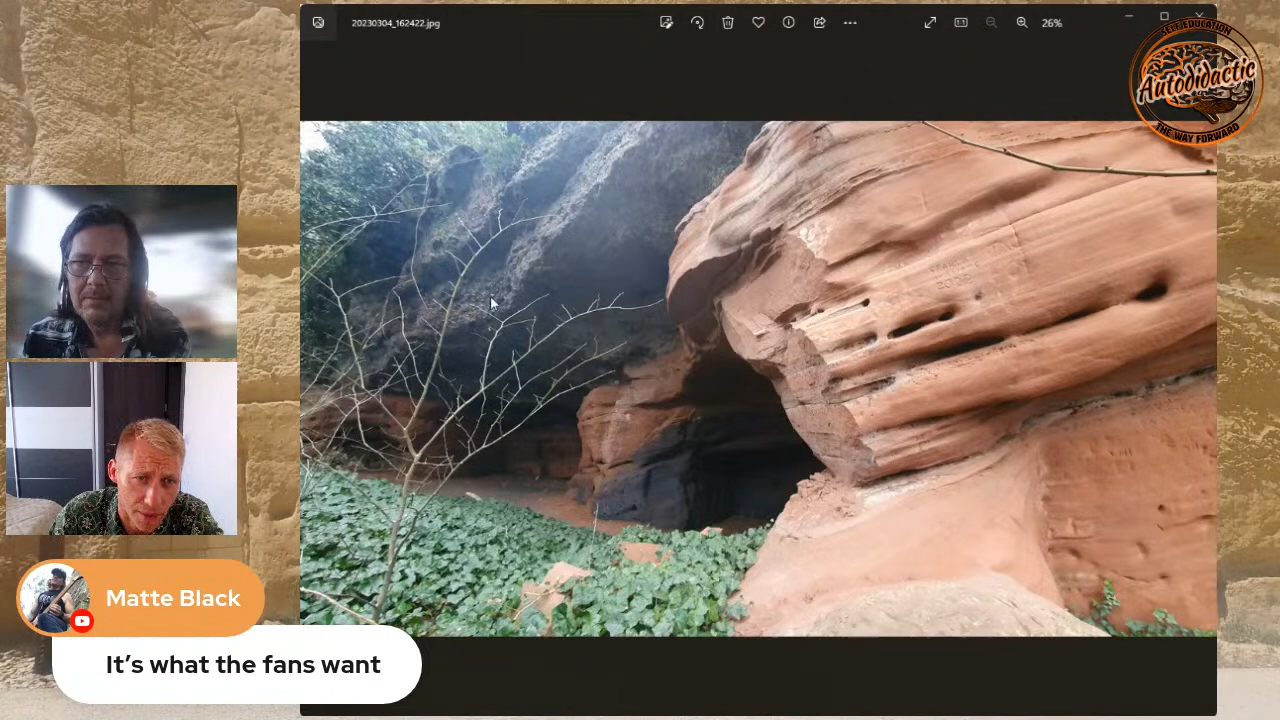 20230304_162422.jpg
26%
SELF EDUCATION
Autodidactic
THE WAY FORWARD
Matte Black
It's what the fans want